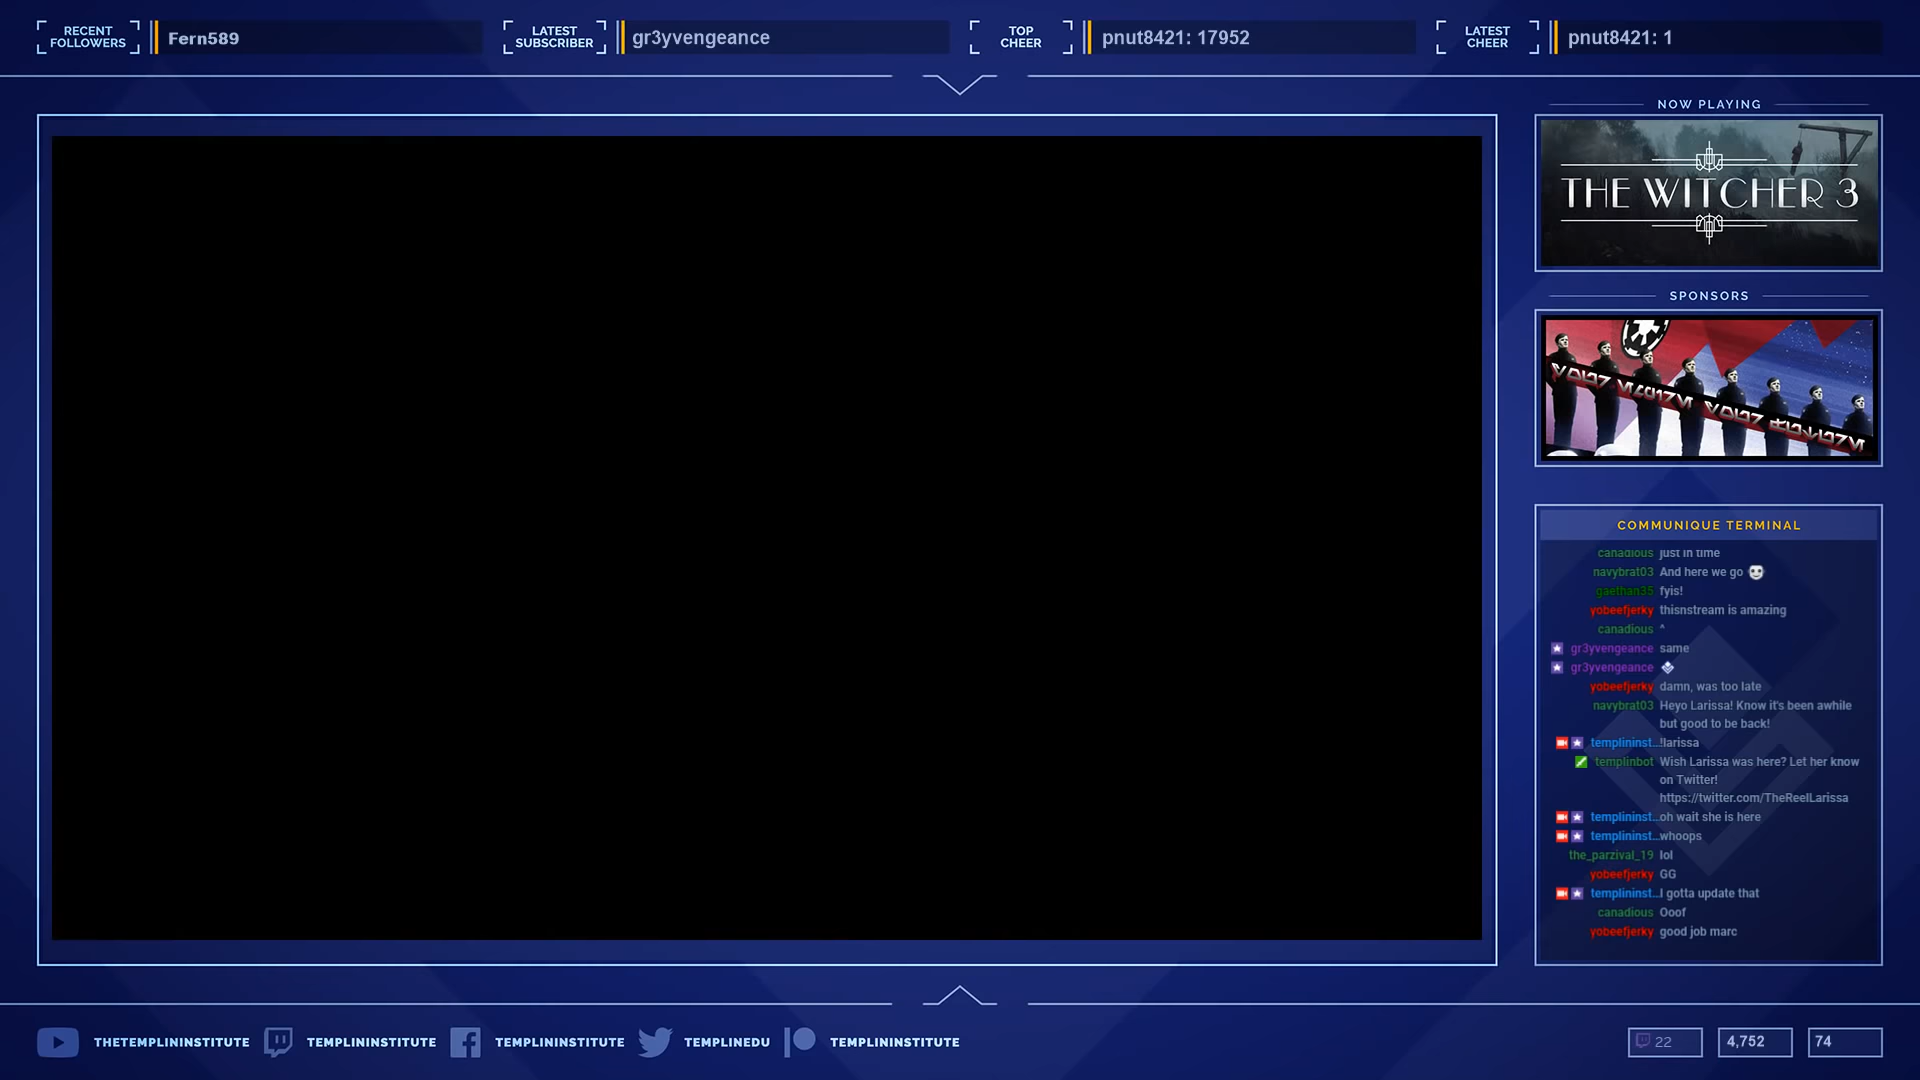 RECENT
FOLLOWERS
Fern589
LATEST
SUBSCRIBER
gr3yvengeance
TOP
CHEER
pnut8421: 17952
LATEST
CHEER
pnut8421: 1
NOW PLAYING
THE WITCHER 3
SPONSORS
COMMUNIQUE TERMINAL
canadious just in time
navybrat03 And here we go
gaethan35 fyis!
yobeefjerky thisnstream is amazing
canadious ^
gr3yvengeance same
gr3yvengeance
yobeefjerky damn, was too late
navybrat03 Heyo Larissa! Know it's been awhile
but good to be back!
templininst... !larissa
templinbot Wish Larissa was here? Let her know
on Twitter!
https://twitter.com/TheReelLarissa
templininst... oh wait she is here
templininst... whoops
the_parzival_19 lol
yobeefjerky GG
templininst... I gotta update that
canadious Ooof
yobeefjerky good job marc
THETEMPLININSTITUTE
TEMPLININSTITUTE
TEMPLININSTITUTE
TEMPLINEDU
TEMPLININSTITUTE
22
4,752
74